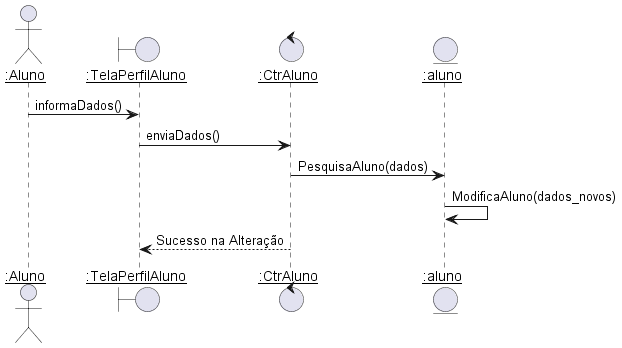 :Aluno
:TelaPerfilAluno
:CtrAluno
:aluno
informaDados()
enviaDados()
PesquisaAluno(dados)
ModificaAluno(dados_novos)
Sucesso na Alteração
:Aluno
:TelaPerfilAluno
:CtrAluno
:aluno